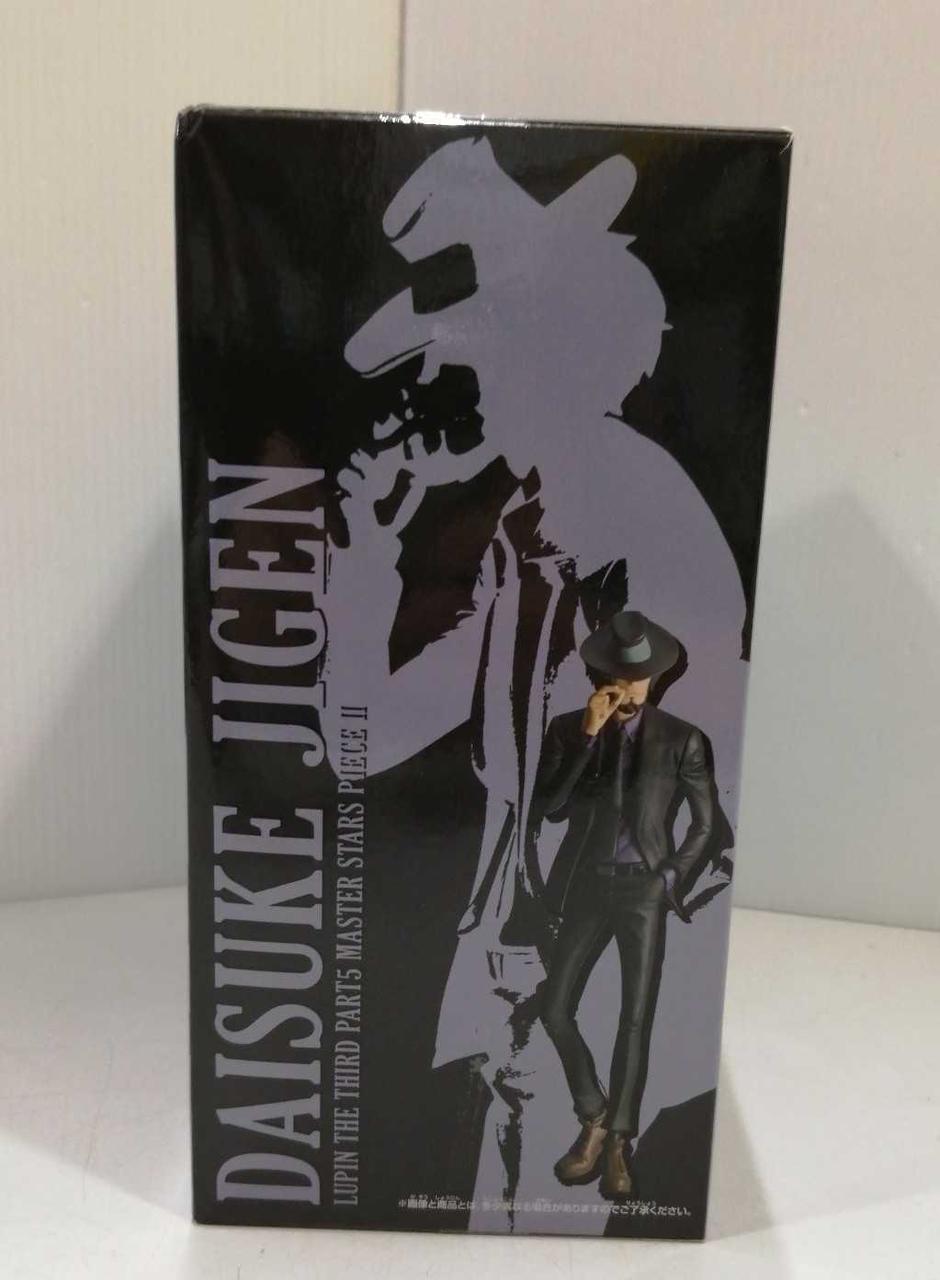 DAISUKE JIGEN
LUPIN THE THIRD PART5 MASTER STARS PIECE II
※画像と商品とは、多少異なる場合がありますのでご了承ください。